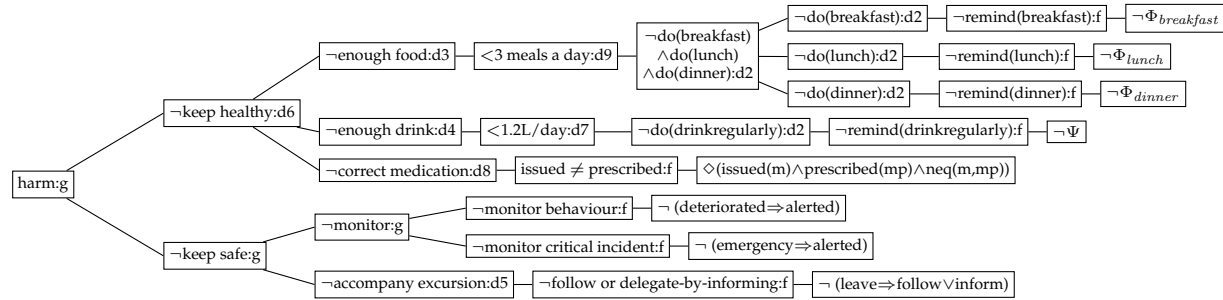 harm:g
¬keep healthy:d6
¬enough food:d3
<3 meals a day:d9
¬do(breakfast)
∧do(lunch)
∧do(dinner):d2
¬do(breakfast):d2
¬remind(breakfast):f
¬Φbreakfast
¬do(lunch):d2
¬remind(lunch):f
¬Φlunch
¬do(dinner):d2
¬remind(dinner):f
¬Φdinner
¬enough drink:d4
<1.2L/day:d7
¬do(drinkregularly):d2
¬remind(drinkregularly):f
¬Ψ
¬correct medication:d8
issued ≠ prescribed:f
◇(issued(m)∧prescribed(mp)∧neq(m,mp))
¬keep safe:g
¬monitor:g
¬monitor behaviour:f
¬ (deteriorated⇒alerted)
¬monitor critical incident:f
¬ (emergency⇒alerted)
¬accompany excursion:d5
¬follow or delegate-by-informing:f
¬ (leave⇒follow∨inform)